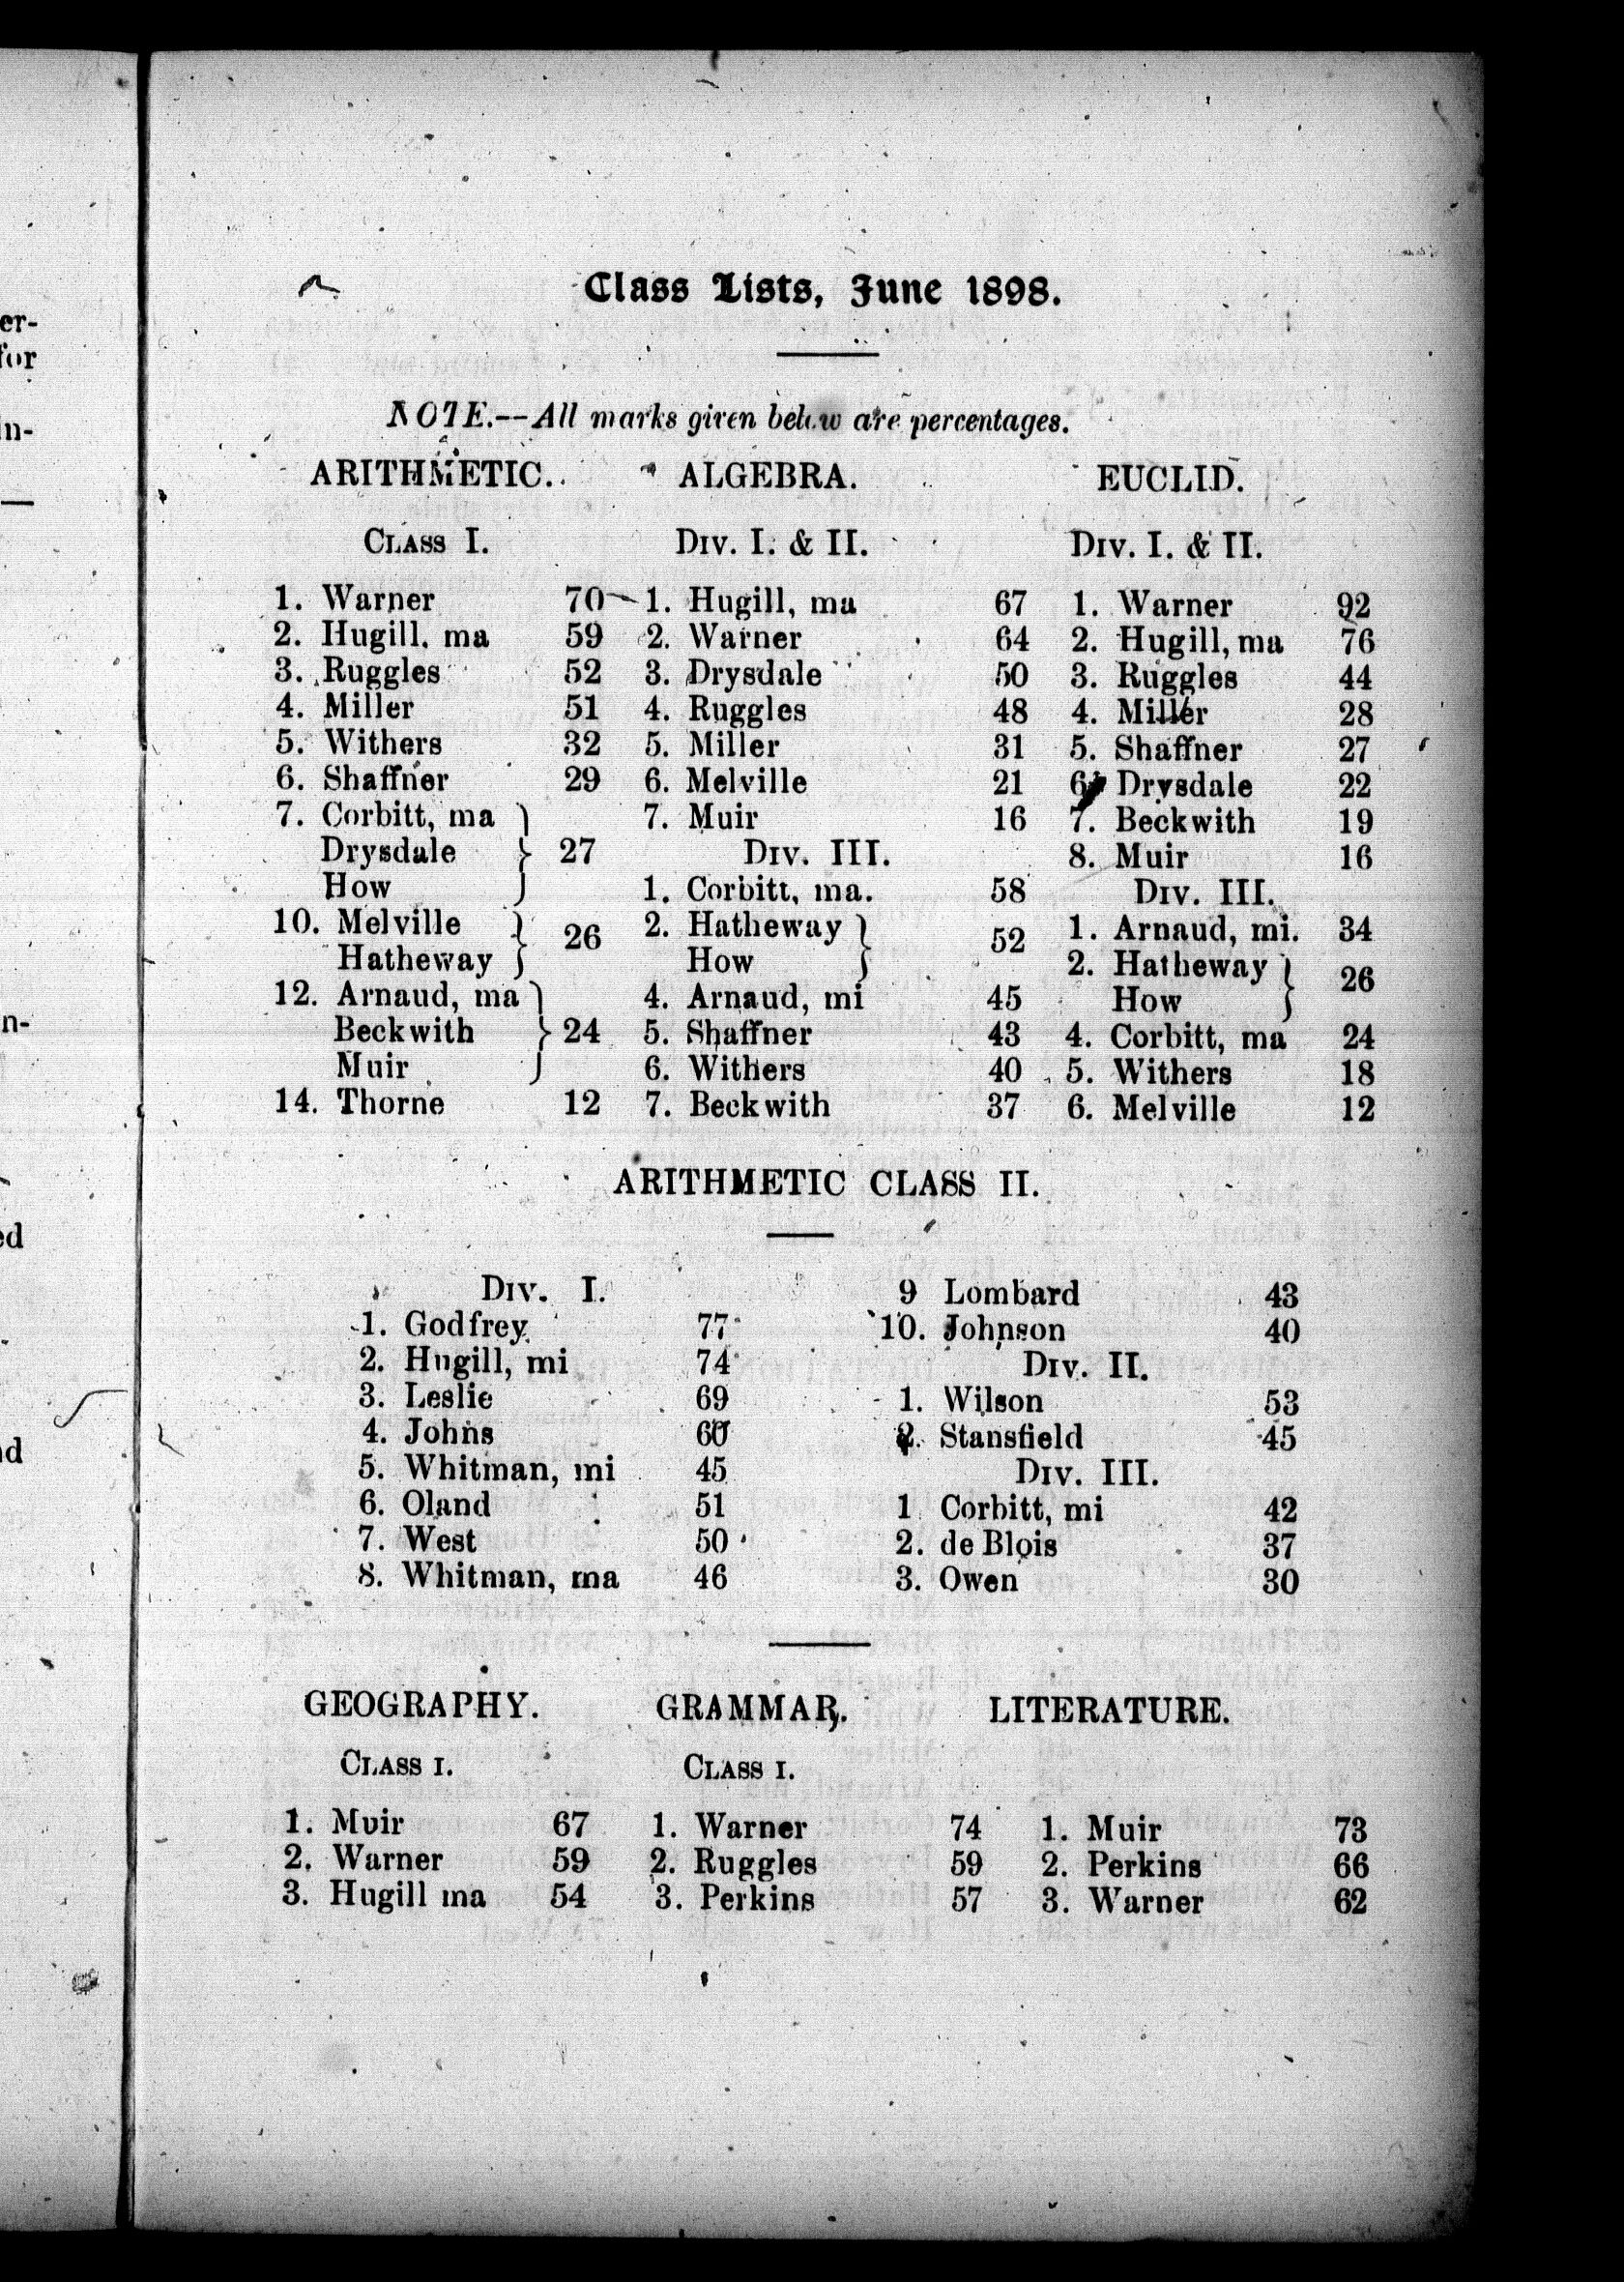 er-
for
n-
n-
ed
d
Class Lists, June 1898.
NOTE.--All marks given below are percentages.
ARITHMETIC.
CLASS I.
1. Warner 70
2. Hugill. ma 59
3. Ruggles 52
4. Miller 51
5. Withers 32
6. Shaffner 29
7. Corbitt, ma
Drysdale } 27
How
10. Melville
Hatheway } 26
12. Arnaud, ma
Beckwith } 24
Muir
14. Thorne 12
ALGEBRA.
DIV. I. & II.
1. Hugill, ma 67
2. Warner 64
3. Drysdale 50
4. Ruggles 48
5. Miller 31
6. Melville 21
7. Muir 16
DIV. III.
1. Corbitt, ma. 58
2. Hatheway
How } 52
4. Arnaud, mi 45
5. Shaffner 43
6. Withers 40
7. Beckwith 37
EUCLID.
DIV. I. & II.
1. Warner 92
2. Hugill, ma 76
3. Ruggles 44
4. Miller 28
5. Shaffner 27
6. Drysdale 22
7. Beckwith 19
8. Muir 16
DIV. III.
1. Arnaud, mi. 34
2. Hatheway
How } 26
4. Corbitt, ma 24
5. Withers 18
6. Melville 12
ARITHMETIC CLASS II.
DIV. I.
1. Godfrey 77
2. Hugill, mi 74
3. Leslie 69
4. Johns 60
5. Whitman, mi 45
6. Oland 51
7. West 50
8. Whitman, ma 46
9 Lombard 43
10. Johnson 40
DIV. II.
1. Wilson 53
2. Stansfield 45
DIV. III.
1 Corbitt, mi 42
2. de Blois 37
3. Owen 30
GEOGRAPHY.
CLASS I.
1. Muir 67
2. Warner 59
3. Hugill ma 54
GRAMMAR.
CLASS I.
1. Warner 74
2. Ruggles 59
3. Perkins 57
LITERATURE.
1. Muir 73
2. Perkins 66
3. Warner 62